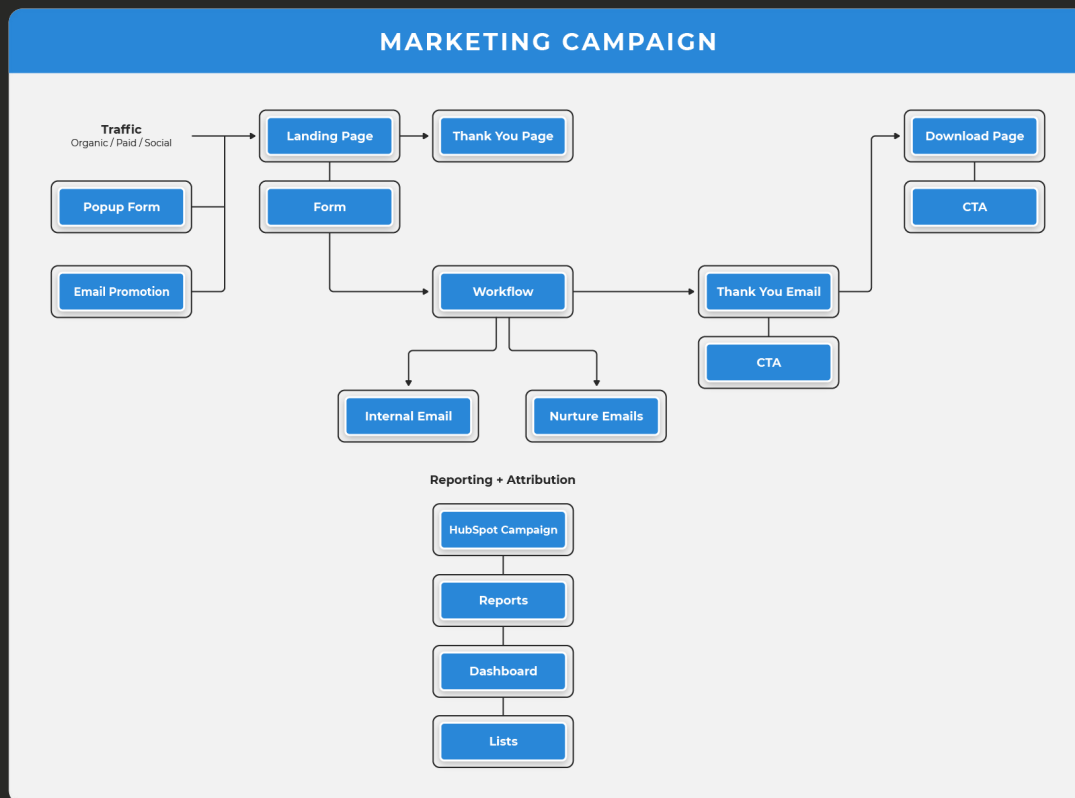 MARKETING CAMPAIGN
Traffic
Organic / Paid / Social
Landing Page
Thank You Page
Download Page
Popup Form
Form
CTA
Email Promotion
Workflow
Thank You Email
CTA
Internal Email
Nurture Emails
Reporting + Attribution
HubSpot Campaign
Reports
Dashboard
Lists